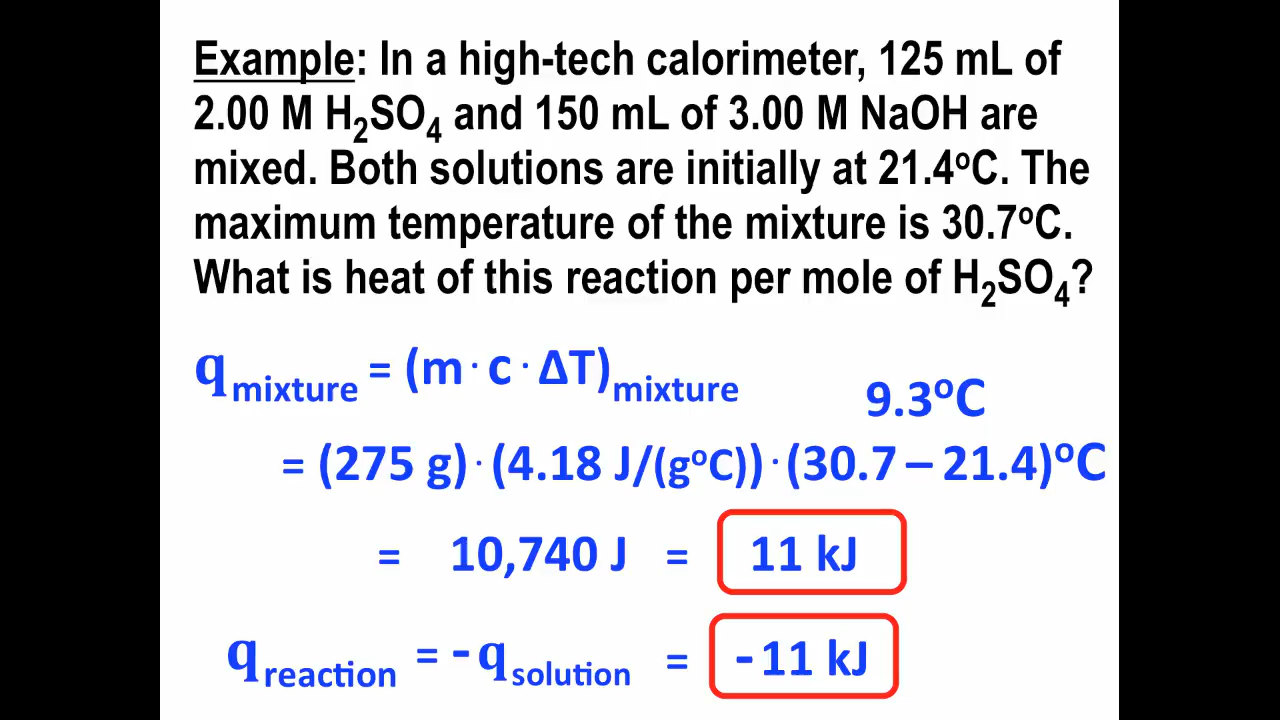 Example: In a high-tech calorimeter, 125 mL of
2.00 M H₂SO₄ and 150 mL of 3.00 M NaOH are
mixed. Both solutions are initially at 21.4ºC. The
maximum temperature of the mixture is 30.7ºC.
What is heat of this reaction per mole of H₂SO₄?
q mixture = (m · c · ΔT) mixture
9.3ºC
= (275 g) · (4.18 J/(gºC)) · (30.7 – 21.4)ºC
= 10,740 J = 11 kJ
q reaction = - q solution = - 11 kJ